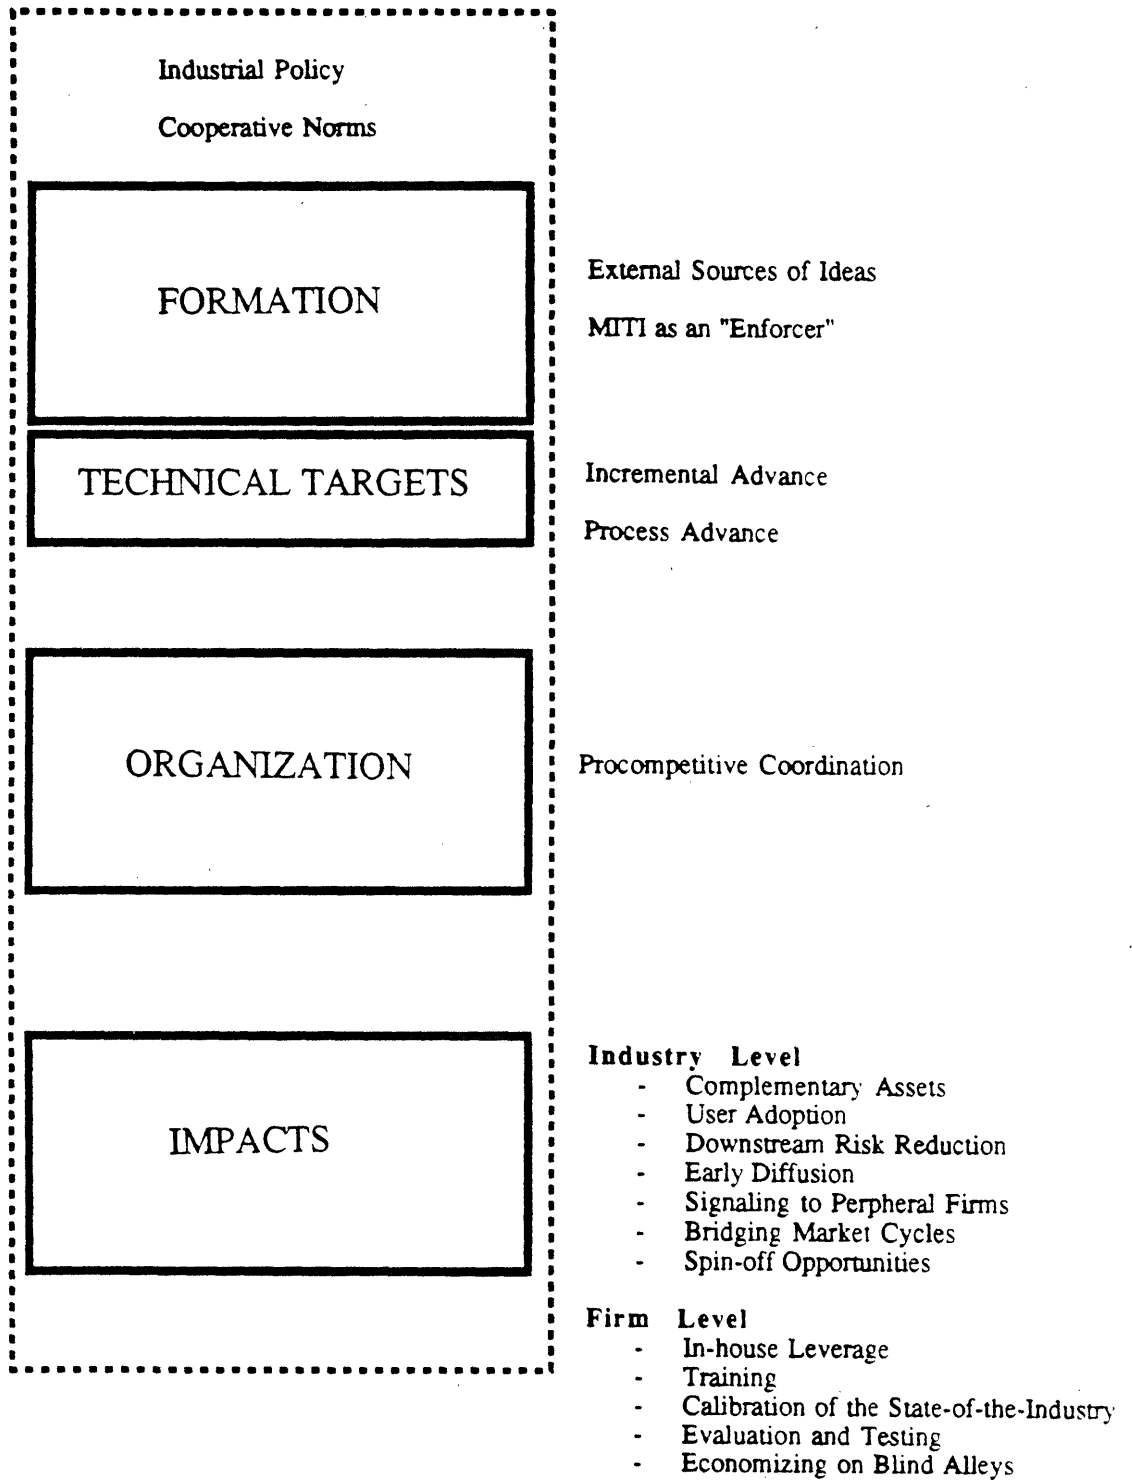 Industrial Policy
Cooperative Norms
FORMATION
External Sources of Ideas
MITI as an "Enforcer"
TECHNICAL TARGETS
Incremental Advance
Process Advance
ORGANIZATION
Procompetitive Coordination
IMPACTS
Industry Level
- Complementary Assets
- User Adoption
- Downstream Risk Reduction
- Early Diffusion
- Signaling to Perpheral Firms
- Bridging Market Cycles
- Spin-off Opportunities
Firm Level
- In-house Leverage
- Training
- Calibration of the State-of-the-Industry
- Evaluation and Testing
- Economizing on Blind Alleys